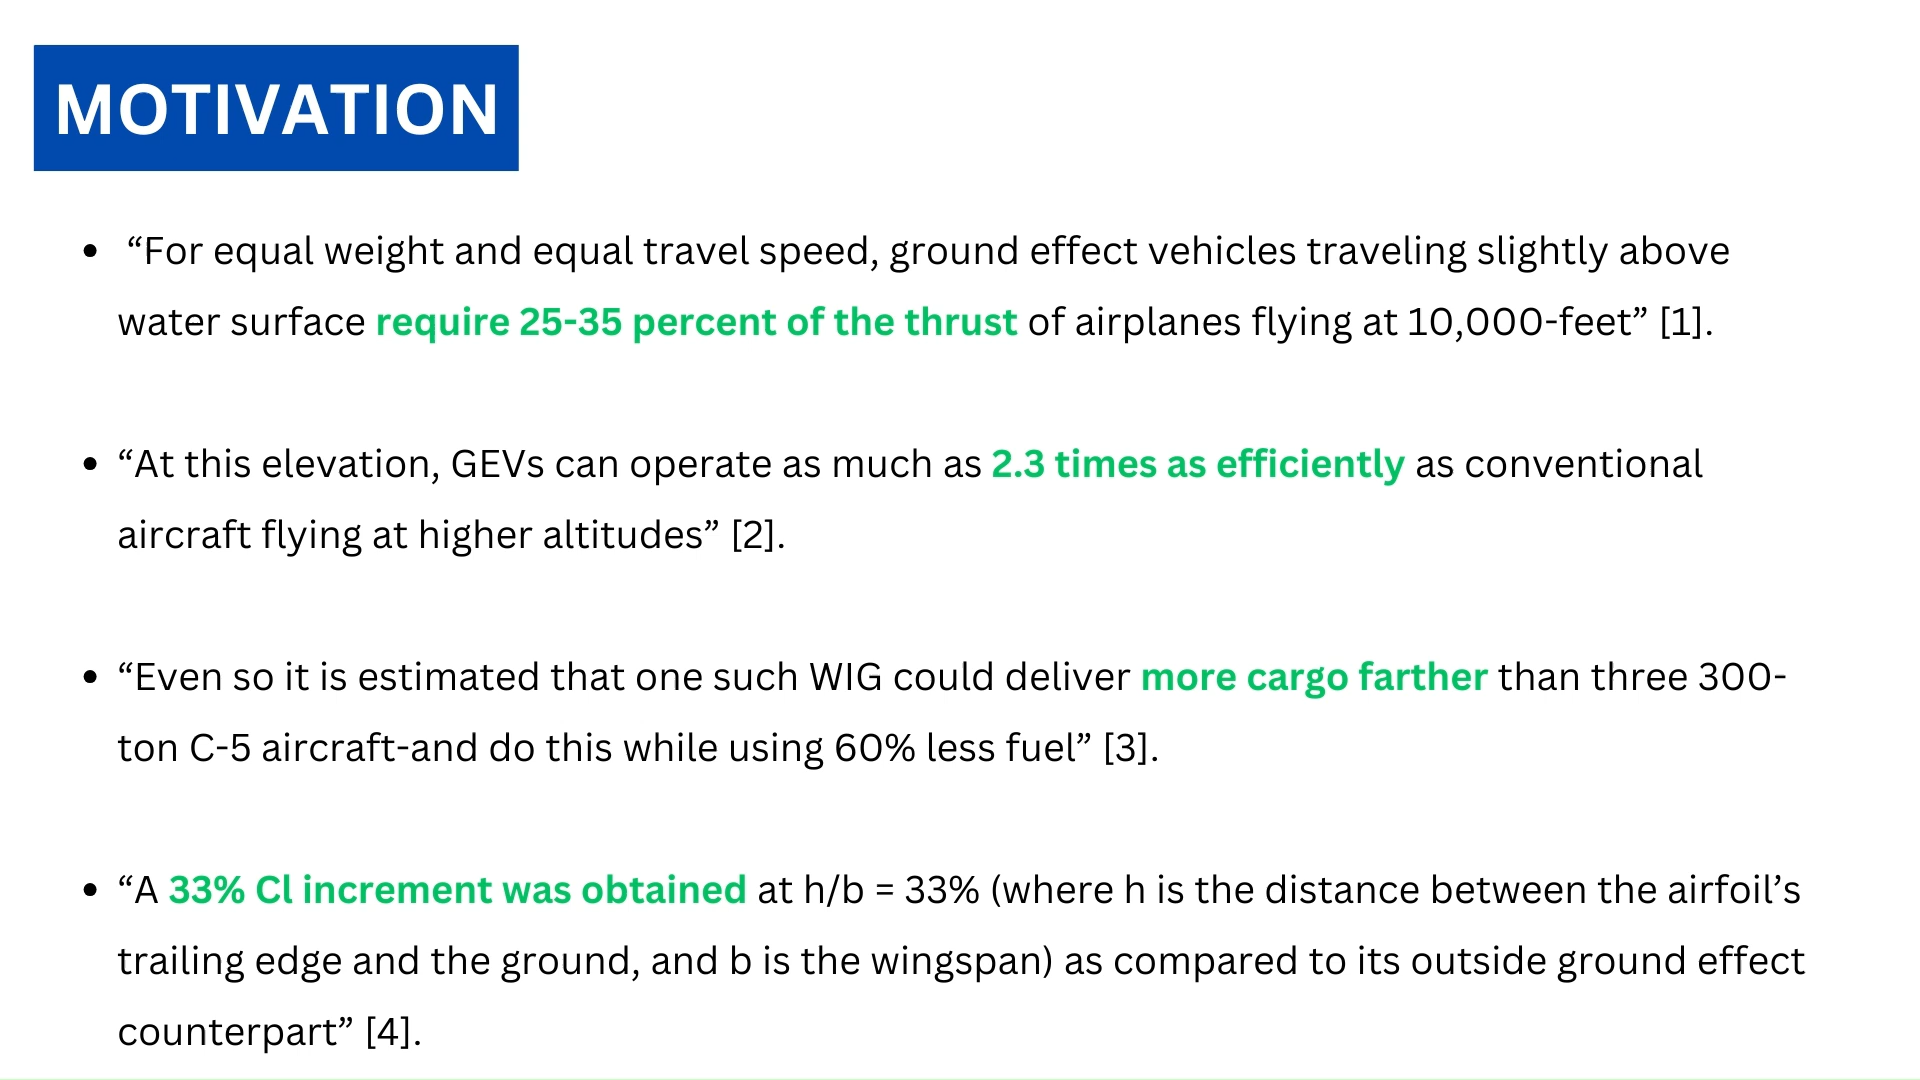 MOTIVATION
• “For equal weight and equal travel speed, ground effect vehicles traveling slightly above
water surface require 25-35 percent of the thrust of airplanes flying at 10,000-feet” [1].
• “At this elevation, GEVs can operate as much as 2.3 times as efficiently as conventional
aircraft flying at higher altitudes” [2].
• “Even so it is estimated that one such WIG could deliver more cargo farther than three 300-
ton C-5 aircraft-and do this while using 60% less fuel” [3].
• “A 33% Cl increment was obtained at h/b = 33% (where h is the distance between the airfoil’s
trailing edge and the ground, and b is the wingspan) as compared to its outside ground effect
counterpart” [4].